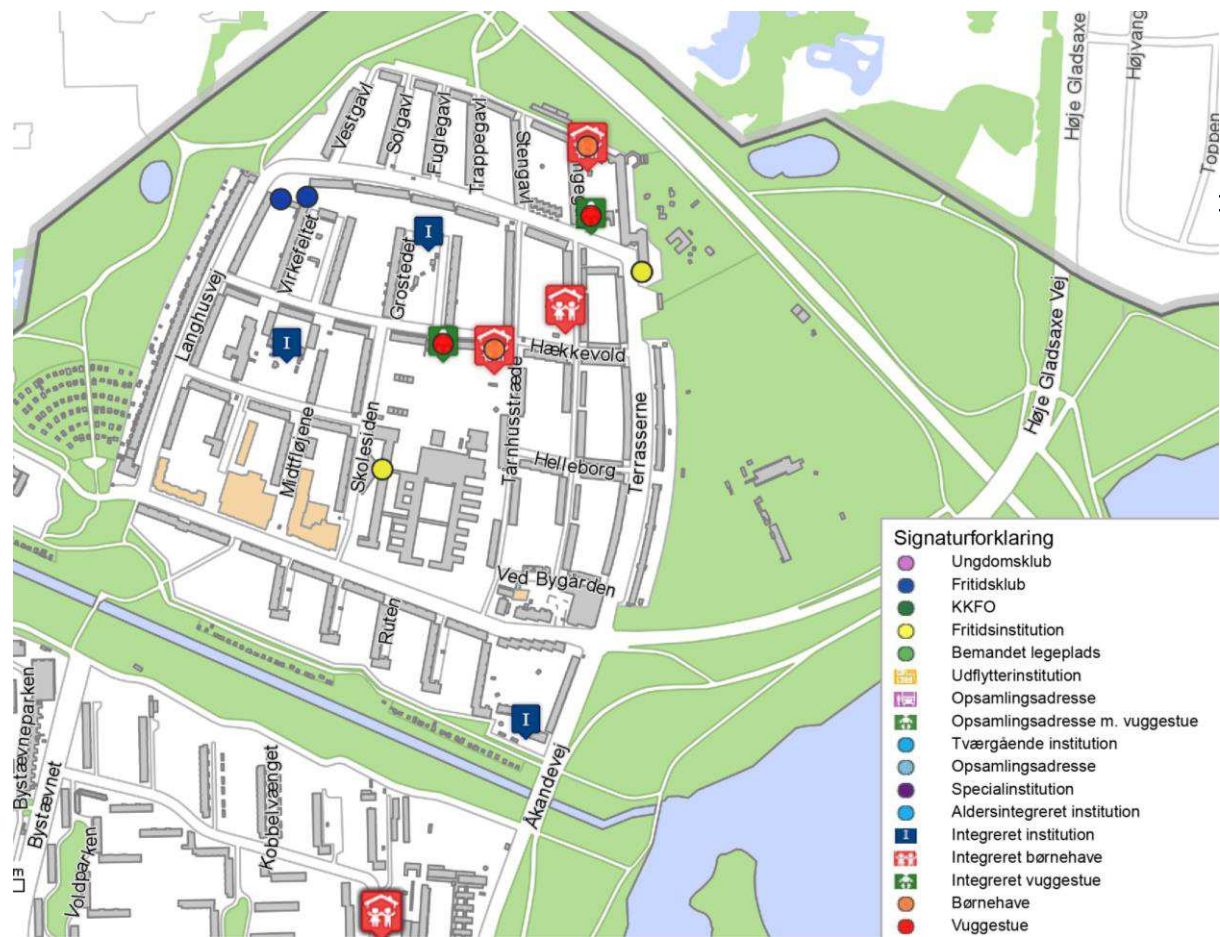 Høje Gladsaxe
Højvang
Toppen
Vestgavl
Solgavl
Fuglegavl
Trappegavl
Stengavl
Langhusvej
Virkefeltet
I
Grostedet
I
Hækkevold
Høje Gladsaxe Vej
Midtfløjene
Skolesiden
Tarnhusstræde
Helleborg
Terrasserne
Ved Bygården
Ruten
I
Åkandevej
Bystævneparken
Bystævnet
Kobbelvænget
Voldparken
Signaturforklaring
Ungdomsklub
Fritidsklub
KKFO
Fritidsinstitution
Bemandet legeplads
Udflytterinstitution
Opsamlingsadresse
Opsamlingsadresse m. vuggestue
Tværgående institution
Opsamlingsadresse
Specialinstitution
Aldersintegreret institution
I Integreret institution
Integreret børnehave
Integreret vuggestue
Børnehave
Vuggestue